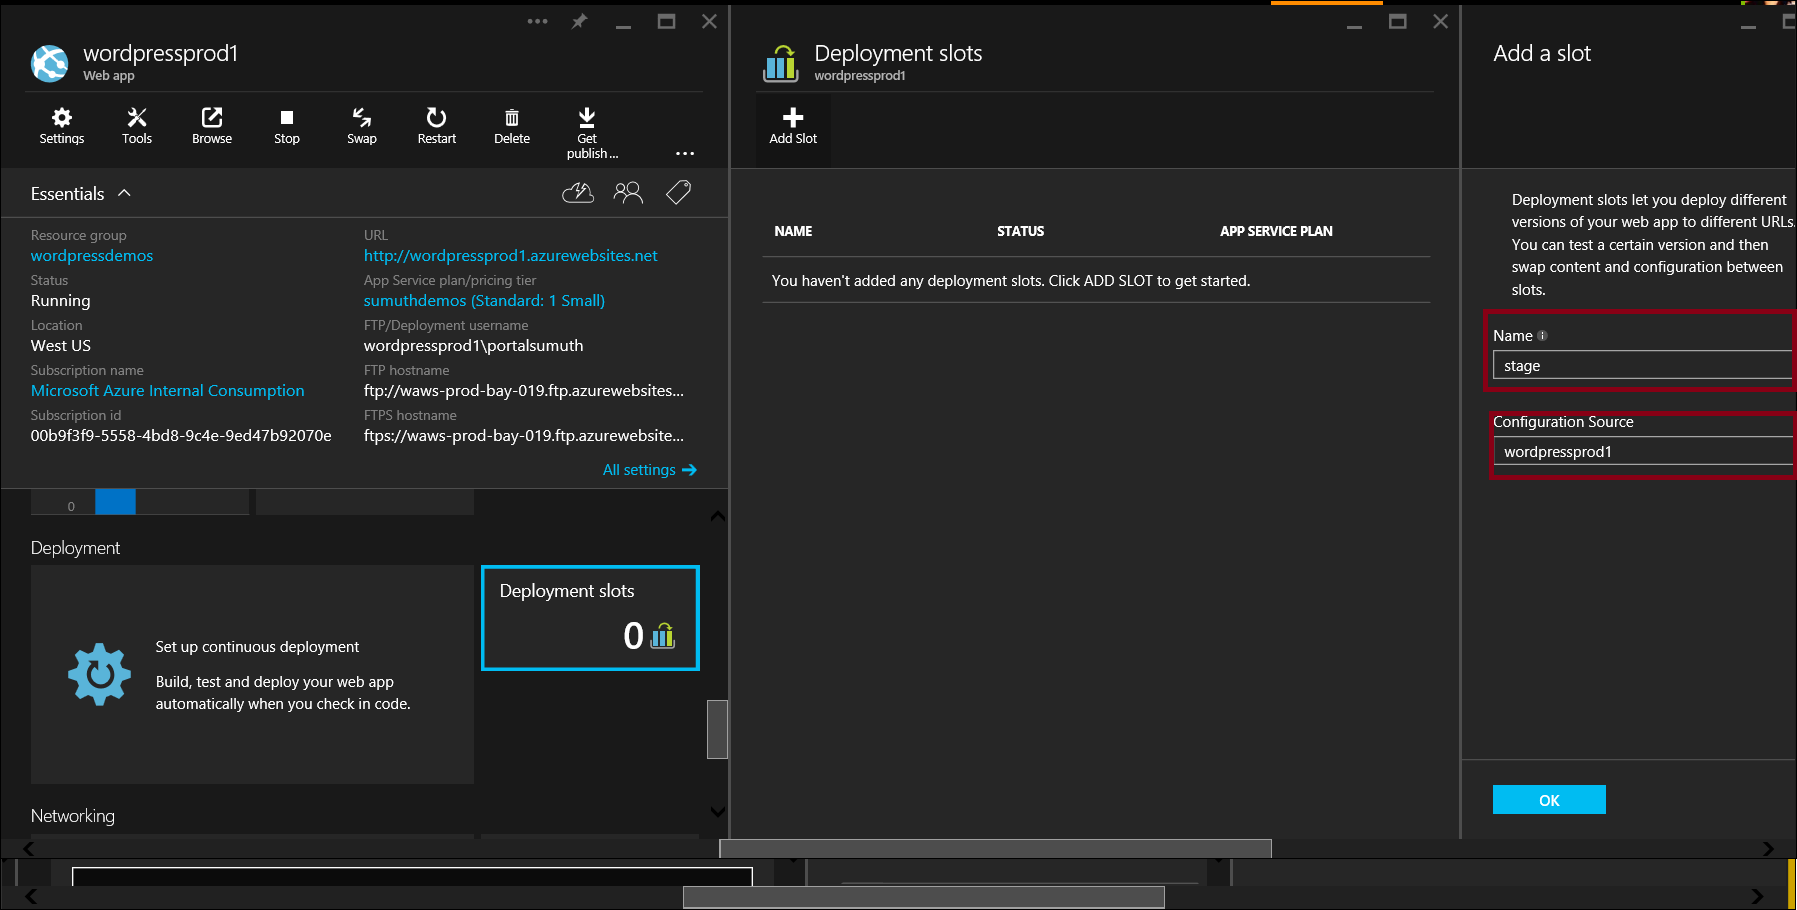 wordpressprod1
Web app
Settings
Tools
Browse
Stop
Swap
Restart
Delete
Get
publish ...
Essentials
Resource group
wordpressdemos
Status
Running
Location
West US
Subscription name
Microsoft Azure Internal Consumption
Subscription id
00b9f3f9-5558-4bd8-9c4e-9ed47b92070e
URL
http://wordpressprod1.azurewebsites.net
App Service plan/pricing tier
sumuthdemos (Standard: 1 Small)
FTP/Deployment username
wordpressprod1\portalsumuth
FTP hostname
ftp://waws-prod-bay-019.ftp.azurewebsites...
FTPS hostname
ftps://waws-prod-bay-019.ftp.azurewebsite...
All settings
0
Deployment
Set up continuous deployment
Build, test and deploy your web app
automatically when you check in code.
Deployment slots
0
Networking
Deployment slots
wordpressprod1
Add Slot
NAME STATUS APP SERVICE PLAN
You haven't added any deployment slots. Click ADD SLOT to get started.
Add a slot
Deployment slots let you deploy different
versions of your web app to different URLs.
You can test a certain version and then
swap content and configuration between
slots.
Name
stage
Configuration Source
wordpressprod1
OK